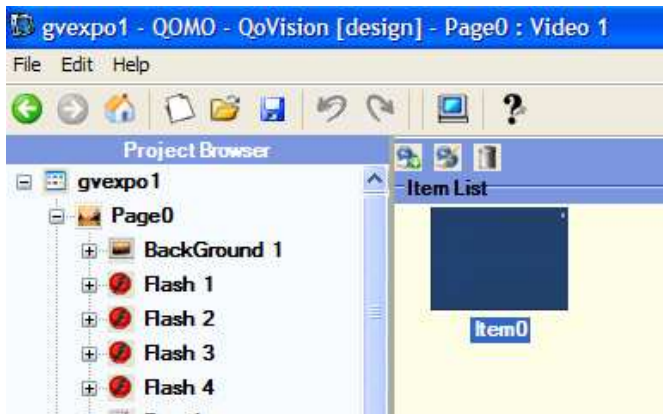 gvexpo1 - QOMO - QoVision [design] - Page0 : Video 1
File Edit Help
?
Project Browser
gvexpo1
Page0
BackGround 1
Flash 1
Flash 2
Flash 3
Flash 4
Item List
Item0